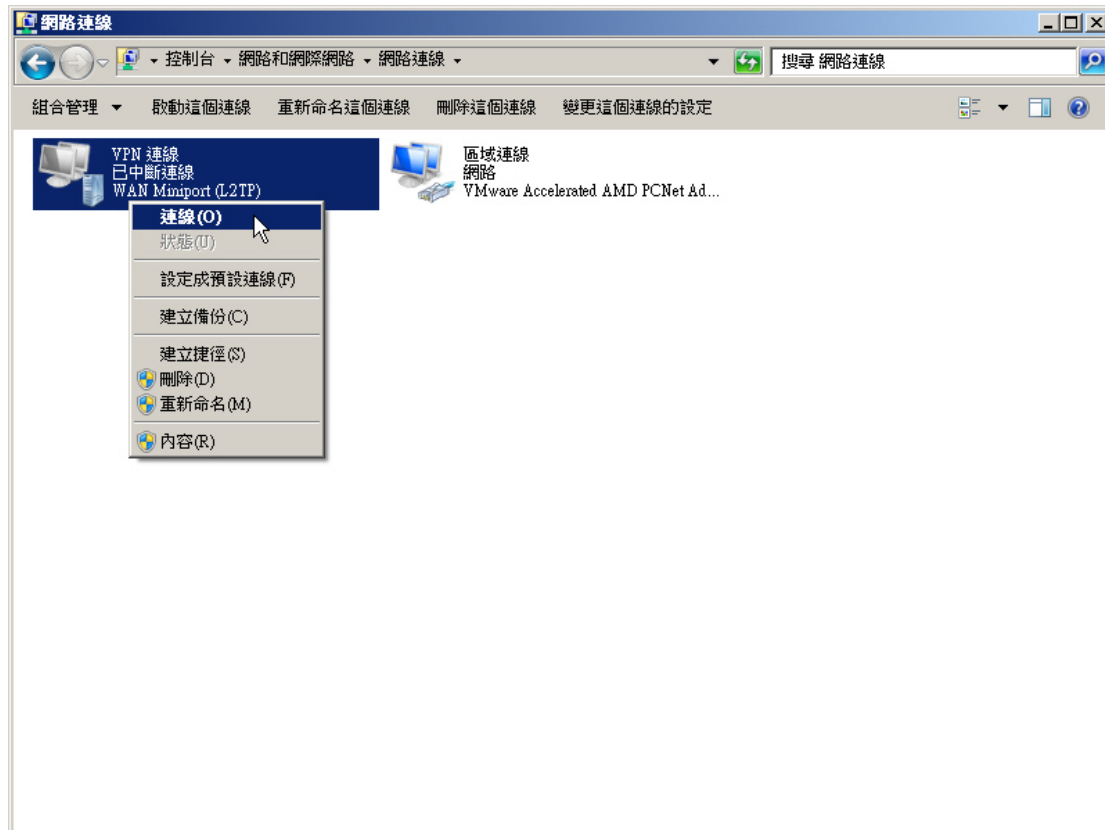 網路連線
控制台 網路和網際網路 網路連線
搜尋 網路連線
組合管理 啟動這個連線 重新命名這個連線 刪除這個連線 變更這個連線的設定
VPN 連線
已中斷連線
WAN Miniport (L2TP)
區域連線
網路
VMware Accelerated AMD PCNet Ad...
連線(O)
狀態(U)
設定成預設連線(F)
建立備份(C)
建立捷徑(S)
刪除(D)
重新命名(M)
內容(R)